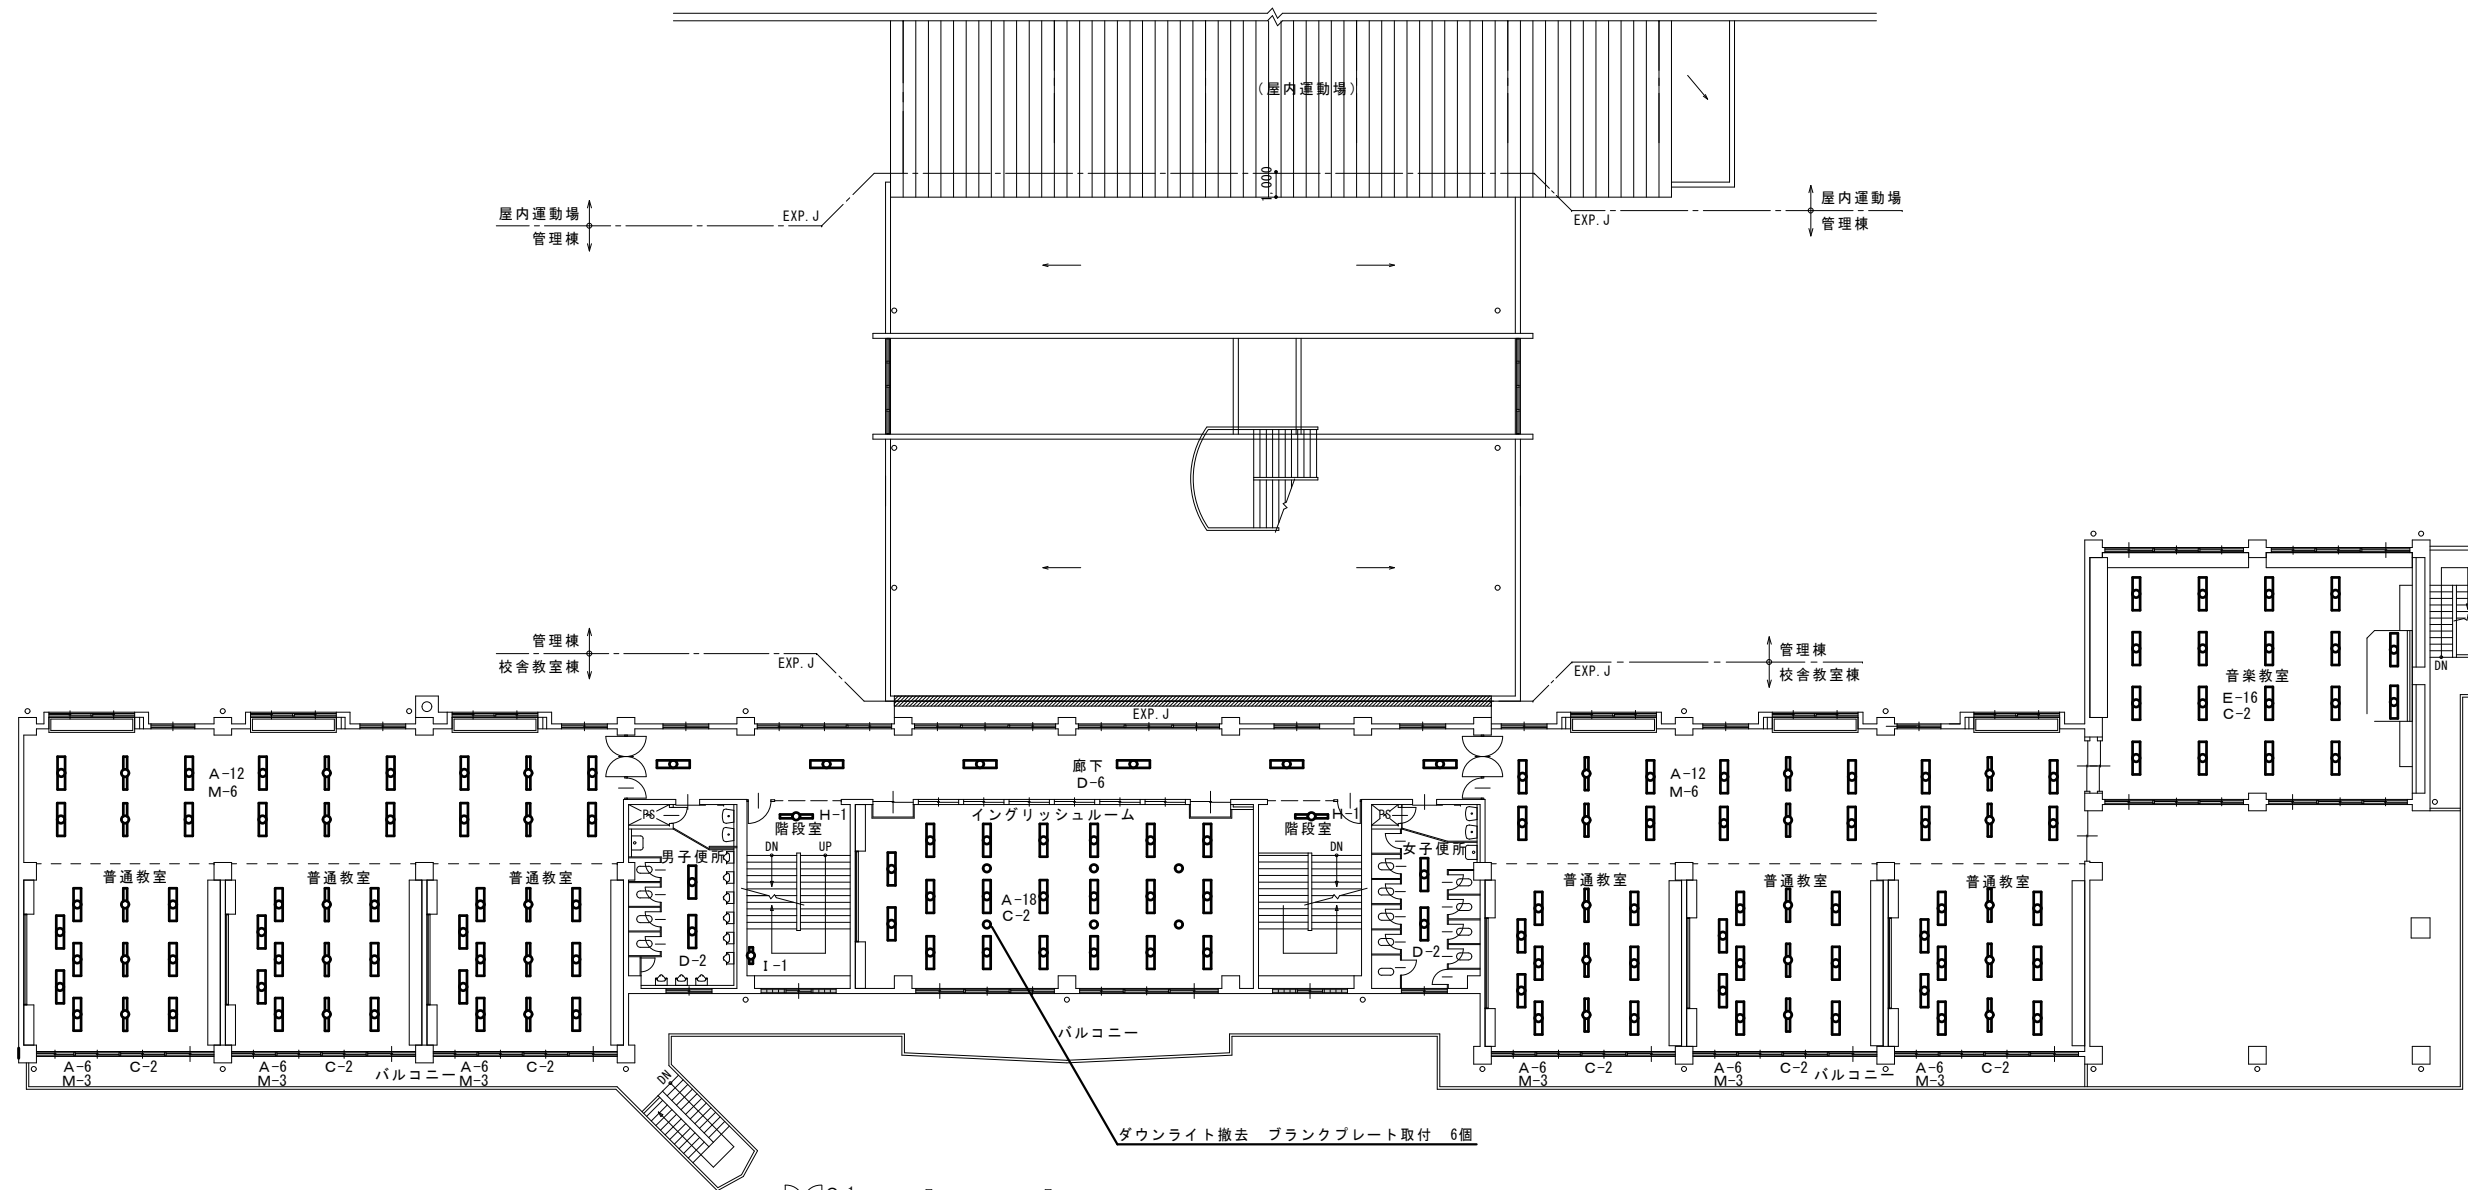 (屋内運動場)
1,000
屋内運動場
管理棟
EXP.J
EXP.J
屋内運動場
管理棟
管理棟
校舎教室棟
EXP.J
EXP.J
管理棟
校舎教室棟
EXP.J
音楽教室
E-16
C-2
DN
A-12
M-6
廊下
D-6
A-12
M-6
PS
H-1
階段室
イングリッシュルーム
H-1
階段室
PS
男子便所
DN
UP
DN
女子便所
普通教室
普通教室
普通教室
普通教室
普通教室
普通教室
A-18
C-2
D-2
I-1
D-2
バルコニー
A-6
M-3
C-2
A-6
M-3
C-2
バルコニー
A-6
M-3
C-2
A-6
M-3
C-2
A-6
M-3
C-2
バルコニー
A-6
M-3
C-2
DN
ダウンライト撤去 ブランクプレート取付 6個